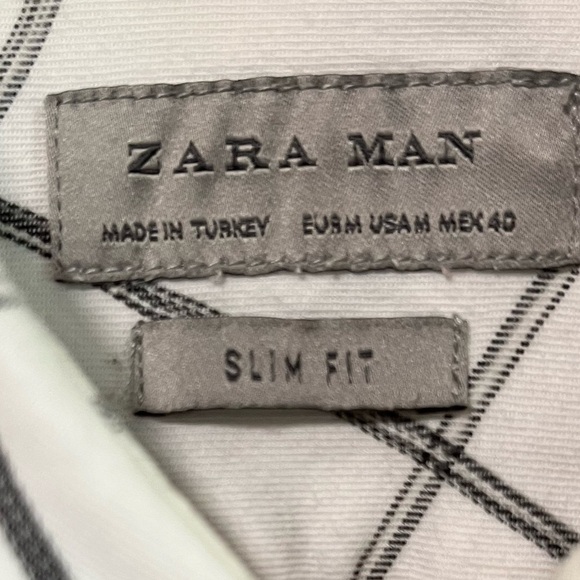 ZARA MAN
MADE IN TURKEY EUR M USA M MEX 40
SLIM FIT